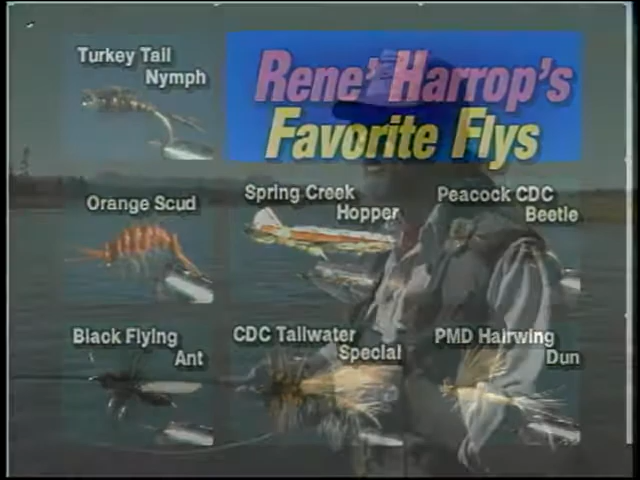 Turkey Tail
Nymph
Rene' Harrop's
Favorite Flys
Orange Scud
Spring Creek
Hopper
Peacock CDC
Beetle
Black Flying
Ant
CDC Tailwater
Special
PMD Hairwing
Dun